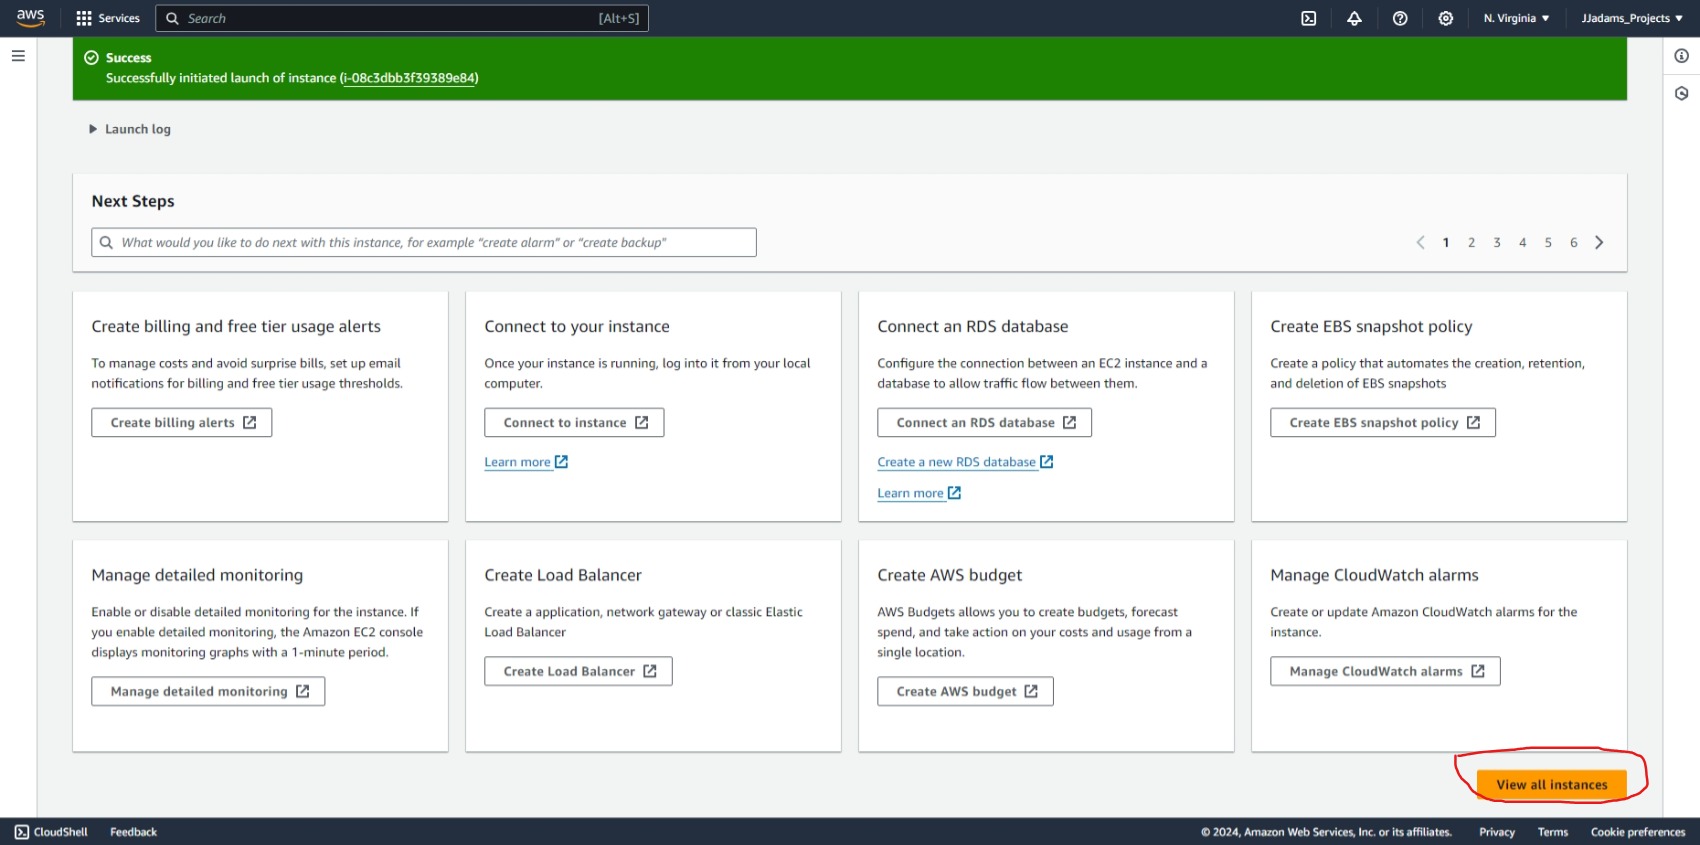 aws
Services
Search
[Alt+S]
N. Virginia
JJadams_Projects
Success
Successfully initiated launch of instance (i-08c3dbb3f39389e84)
Launch log
Next Steps
What would you like to do next with this instance, for example “create alarm” or “create backup”
1 2 3 4 5 6
Create billing and free tier usage alerts
To manage costs and avoid surprise bills, set up email
notifications for billing and free tier usage thresholds.
Create billing alerts
Connect to your instance
Once your instance is running, log into it from your local
computer.
Connect to instance
Learn more
Connect an RDS database
Configure the connection between an EC2 instance and a
database to allow traffic flow between them.
Connect an RDS database
Create a new RDS database
Learn more
Create EBS snapshot policy
Create a policy that automates the creation, retention,
and deletion of EBS snapshots
Create EBS snapshot policy
Manage detailed monitoring
Enable or disable detailed monitoring for the instance. If
you enable detailed monitoring, the Amazon EC2 console
displays monitoring graphs with a 1-minute period.
Manage detailed monitoring
Create Load Balancer
Create a application, network gateway or classic Elastic
Load Balancer
Create Load Balancer
Create AWS budget
AWS Budgets allows you to create budgets, forecast
spend, and take action on your costs and usage from a
single location.
Create AWS budget
Manage CloudWatch alarms
Create or update Amazon CloudWatch alarms for the
instance.
Manage CloudWatch alarms
View all instances
CloudShell
Feedback
© 2024, Amazon Web Services, Inc. or its affiliates.
Privacy
Terms
Cookie preferences